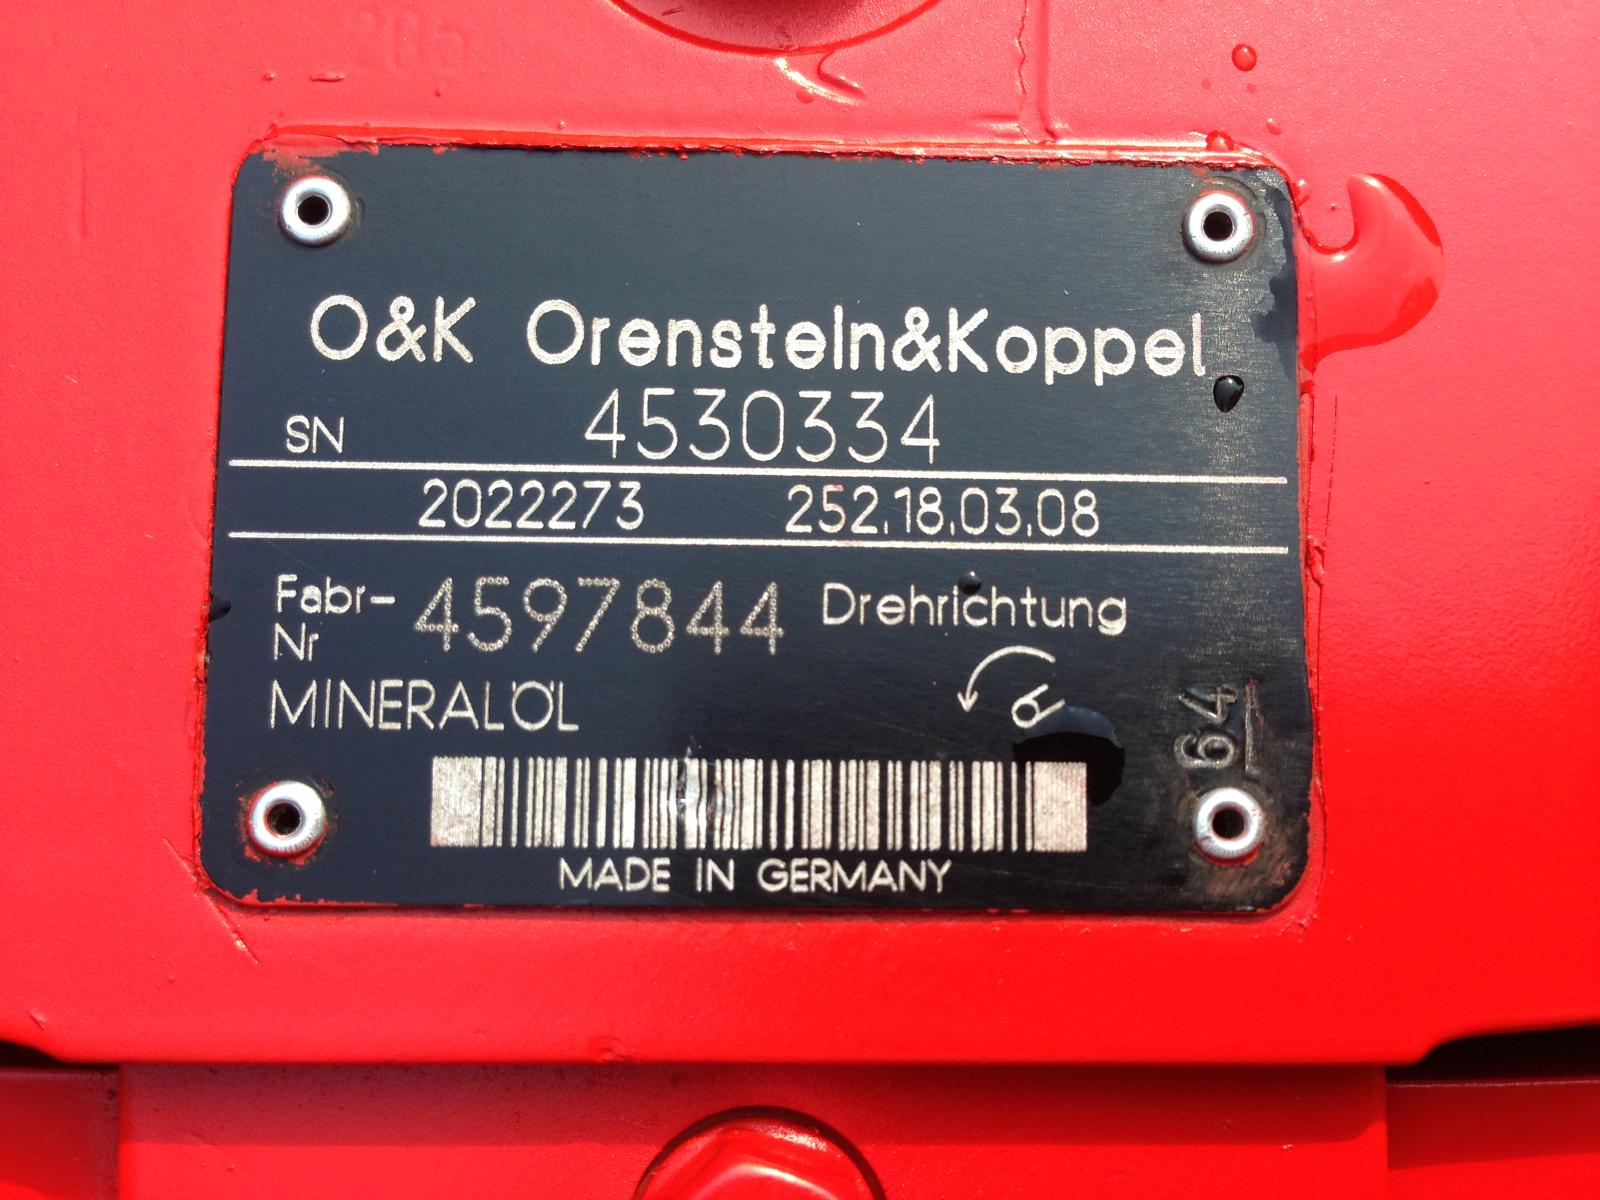 O&K Orenstein&Koppel
SN 4530334
2022273 252.18.03.08
Fabr-Nr 4597844 Drehrichtung
MINERALÖL
64
MADE IN GERMANY